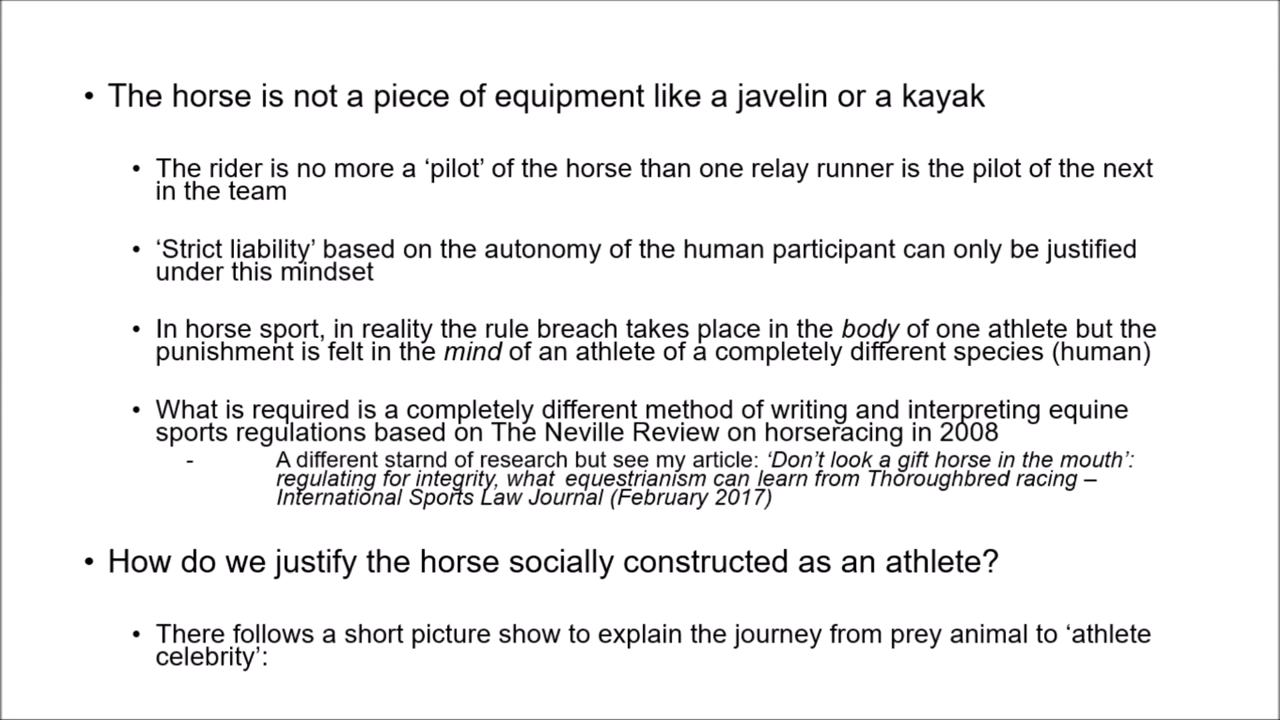 • The horse is not a piece of equipment like a javelin or a kayak
• The rider is no more a ‘pilot’ of the horse than one relay runner is the pilot of the next
in the team
• ‘Strict liability’ based on the autonomy of the human participant can only be justified
under this mindset
• In horse sport, in reality the rule breach takes place in the body of one athlete but the
punishment is felt in the mind of an athlete of a completely different species (human)
• What is required is a completely different method of writing and interpreting equine
sports regulations based on The Neville Review on horseracing in 2008
- A different starnd of research but see my article: ‘Don’t look a gift horse in the mouth’:
regulating for integrity, what equestrianism can learn from Thoroughbred racing –
International Sports Law Journal (February 2017)
• How do we justify the horse socially constructed as an athlete?
• There follows a short picture show to explain the journey from prey animal to ‘athlete
celebrity’: